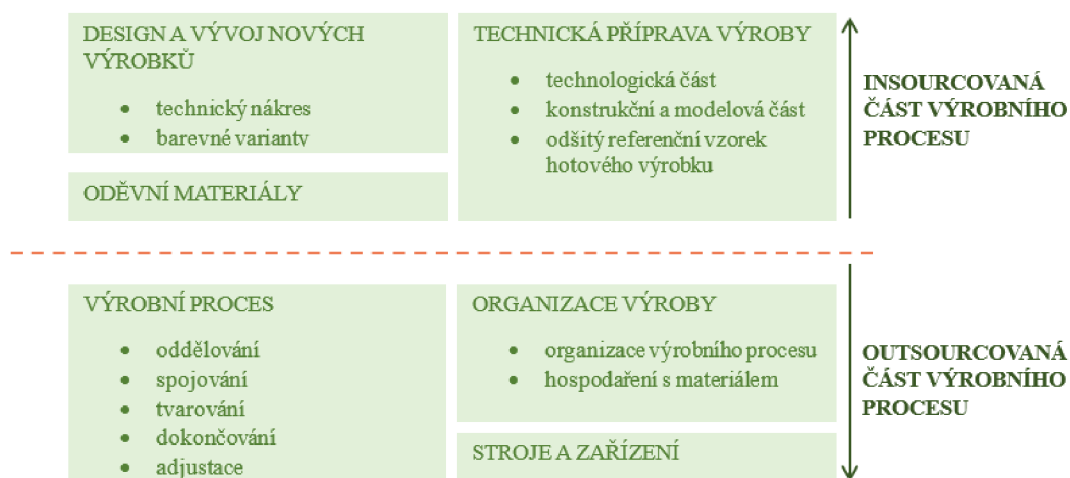 DESIGN A VÝVOJ NOVÝCH
VÝROBKŮ
• technický nákres
• barevné varianty
ODĚVNÍ MATERIÁLY
TECHNICKÁ PŘÍPRAVA VÝROBY
• technologická část
• konstrukční a modelová část
• odšitý referenční vzorek
hotového výrobku
INSOURCOVANÁ
ČÁST VÝROBNÍHO
PROCESU
VÝROBNÍ PROCES
• oddělování
• spojování
• tvarování
• dokončování
• adjustace
ORGANIZACE VÝROBY
• organizace výrobního procesu
• hospodaření s materiálem
STROJE A ZAŘÍZENÍ
OUTSOURCOVANÁ
ČÁST VÝROBNÍHO
PROCESU